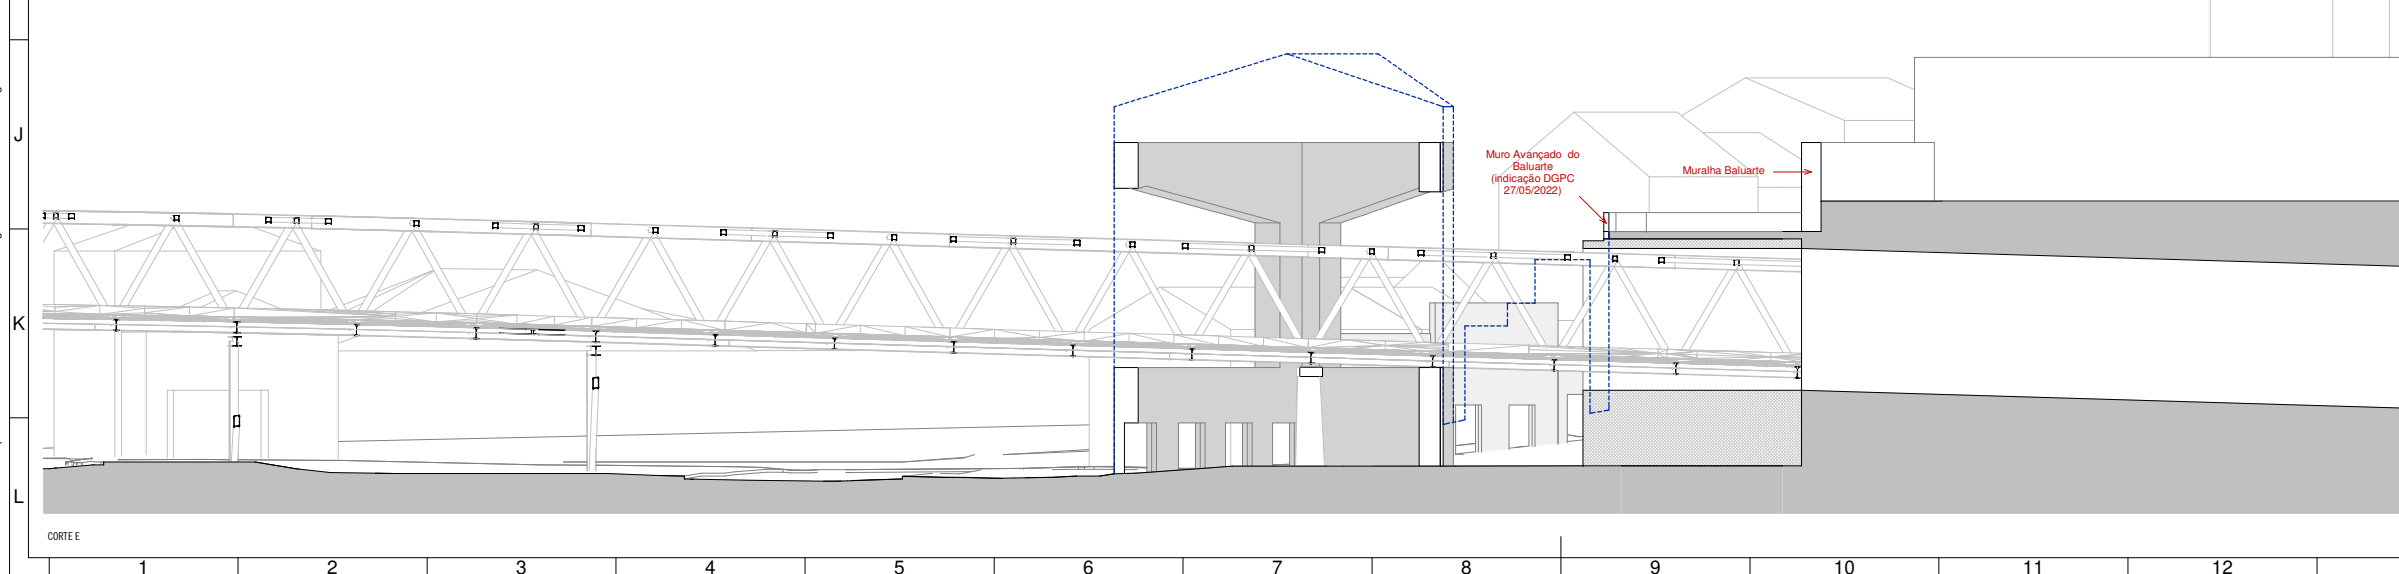 J
Muro Avançado do
Baluarte
(indicação DGPC
27/05/2022)
Muralha Baluarte
K
L
CORTE E
1 2 3 4 5 6 7 8 9 10 11 12